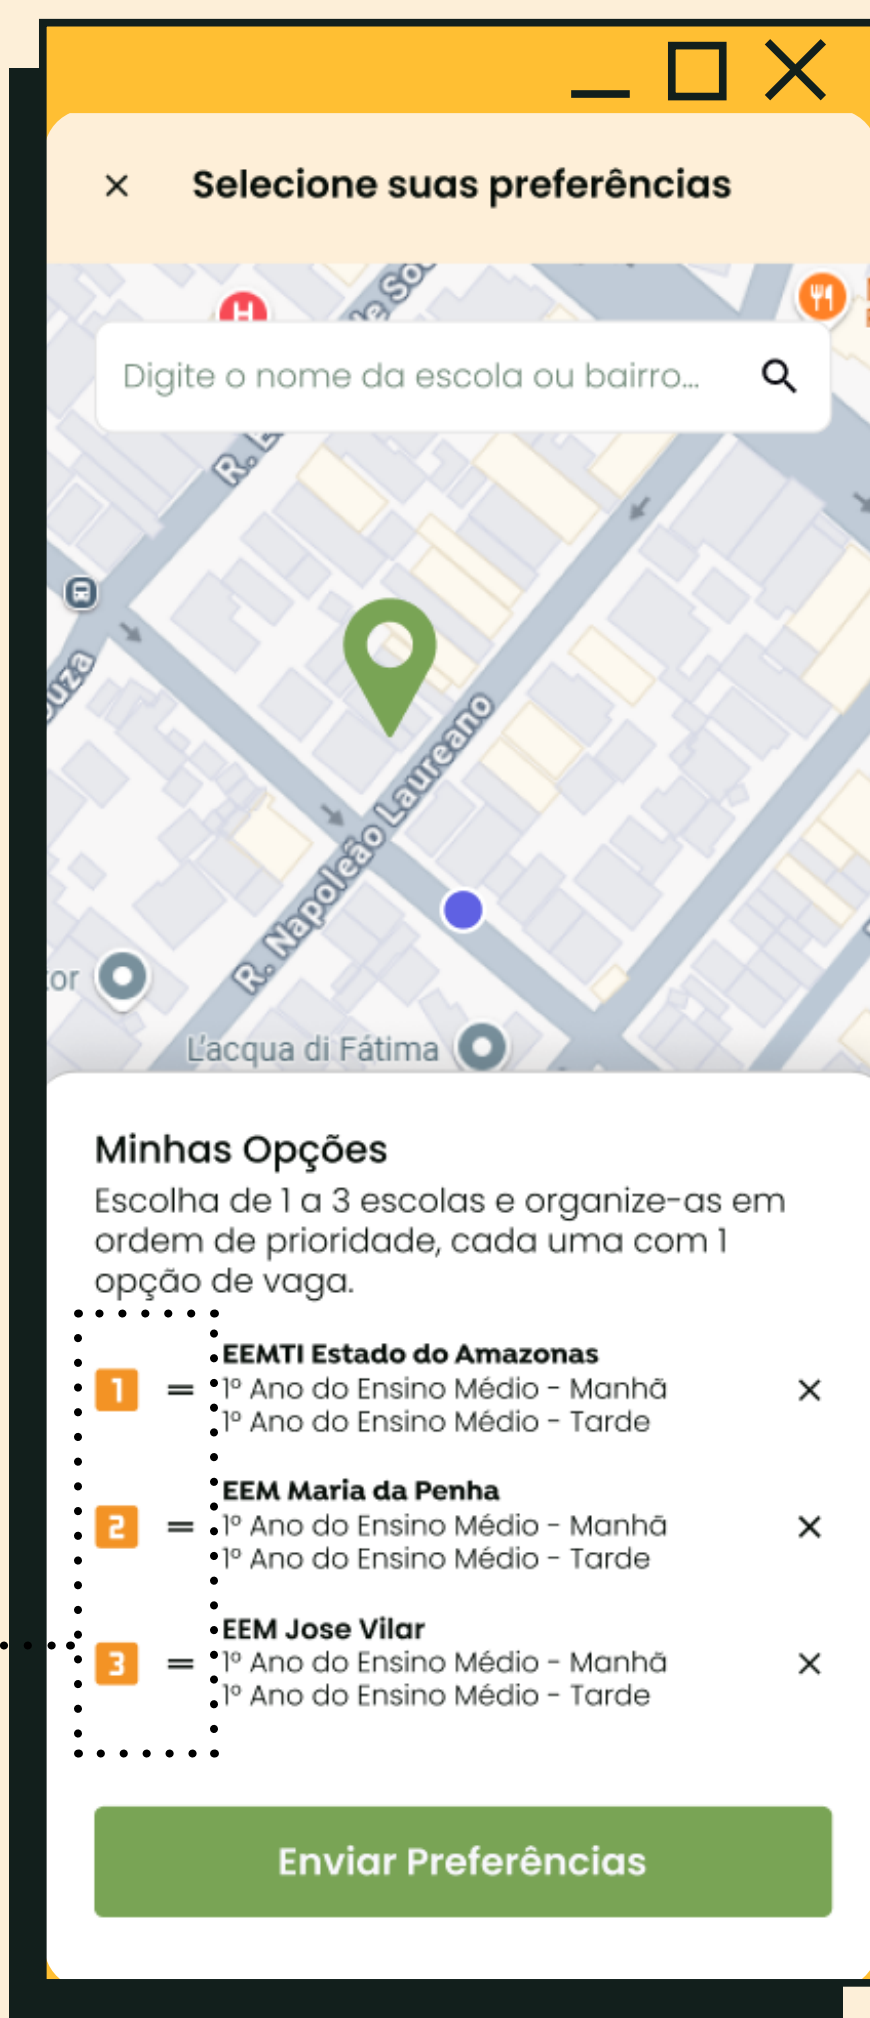 Selecione suas preferências
Digite o nome da escola ou bairro...
R. Napoleão Laureano
L'acqua di Fátima
Minhas Opções
Escolha de 1 a 3 escolas e organize-as em
ordem de prioridade, cada uma com 1
opção de vaga.
EEMTI Estado do Amazonas
1 = 1º Ano do Ensino Médio - Manhã
1º Ano do Ensino Médio - Tarde
EEM Maria da Penha
2 = 1º Ano do Ensino Médio - Manhã
1º Ano do Ensino Médio - Tarde
EEM Jose Vilar
3 = 1º Ano do Ensino Médio - Manhã
1º Ano do Ensino Médio - Tarde
Enviar Preferências